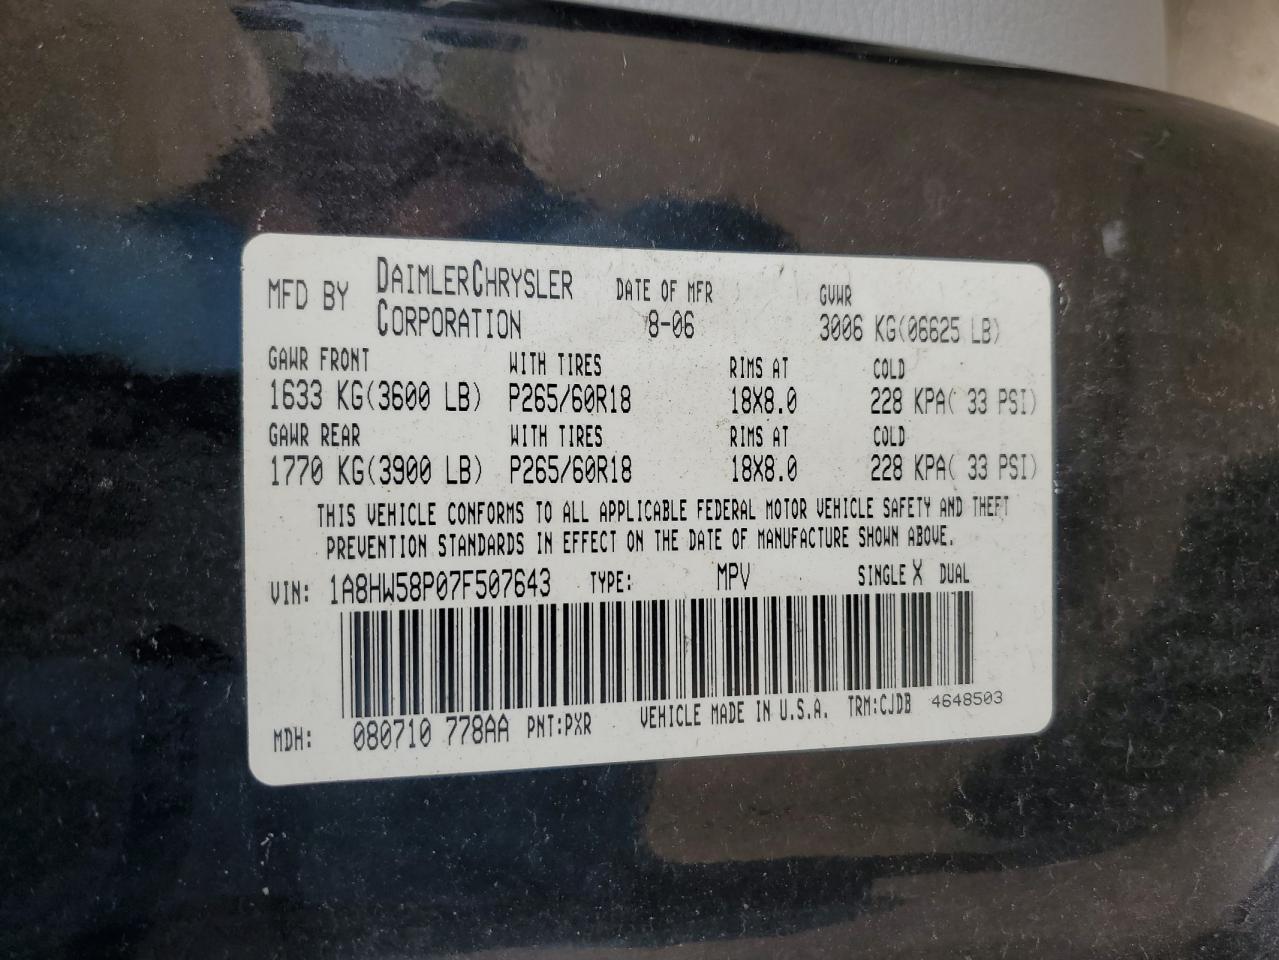 MFD BY DAIMLERCHRYSLER CORPORATION DATE OF MFR 8-06 GVWR 3006 KG(06625 LB)
GAWR FRONT WITH TIRES RIMS AT COLD
1633 KG(3600 LB) P265/60R18 18X8.0 228 KPA( 33 PSI)
GAWR REAR WITH TIRES RIMS AT COLD
1770 KG(3900 LB) P265/60R18 18X8.0 228 KPA( 33 PSI)
THIS VEHICLE CONFORMS TO ALL APPLICABLE FEDERAL MOTOR VEHICLE SAFETY AND THEFT
PREVENTION STANDARDS IN EFFECT ON THE DATE OF MANUFACTURE SHOWN ABOVE.
VIN: 1A8HW58P07F507643 TYPE: MPV SINGLE X DUAL
MDH: 080710 778AA PNT:PXR VEHICLE MADE IN U.S.A. TRM:CJDB 4648503